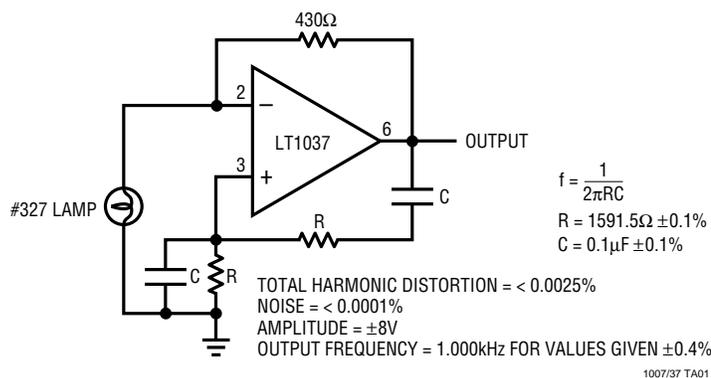 430Ω
2
−
LT1037
6
OUTPUT
3
+
C
#327 LAMP
R
C
R
f = 1
2πRC
R = 1591.5Ω ±0.1%
C = 0.1µF ±0.1%
TOTAL HARMONIC DISTORTION = < 0.0025%
NOISE = < 0.0001%
AMPLITUDE = ±8V
OUTPUT FREQUENCY = 1.000kHz FOR VALUES GIVEN ±0.4%
1007/37 TA01